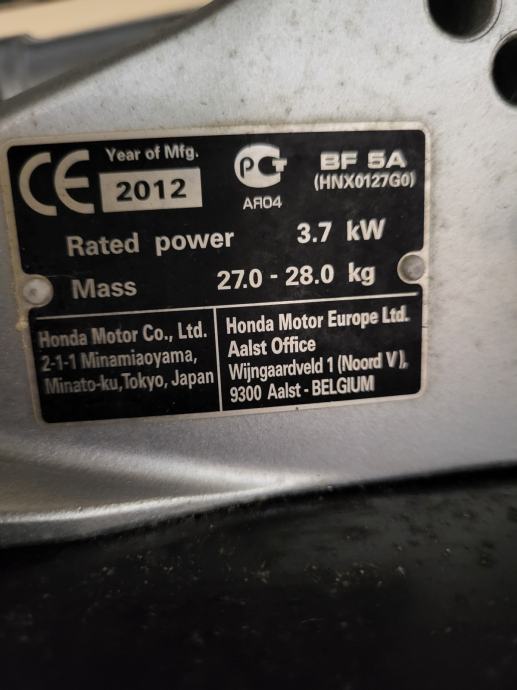 CE
Year of Mfg.
2012
РСТ
АЯ04
BF 5A
(HNX0127G0)
Rated power 3.7 kW
Mass 27.0 - 28.0 kg
Honda Motor Co., Ltd.
2-1-1 Minamiaoyama,
Minato-ku,Tokyo, Japan
Honda Motor Europe Ltd.
Aalst Office
Wijngaardveld 1 (Noord V),
9300 Aalst - BELGIUM